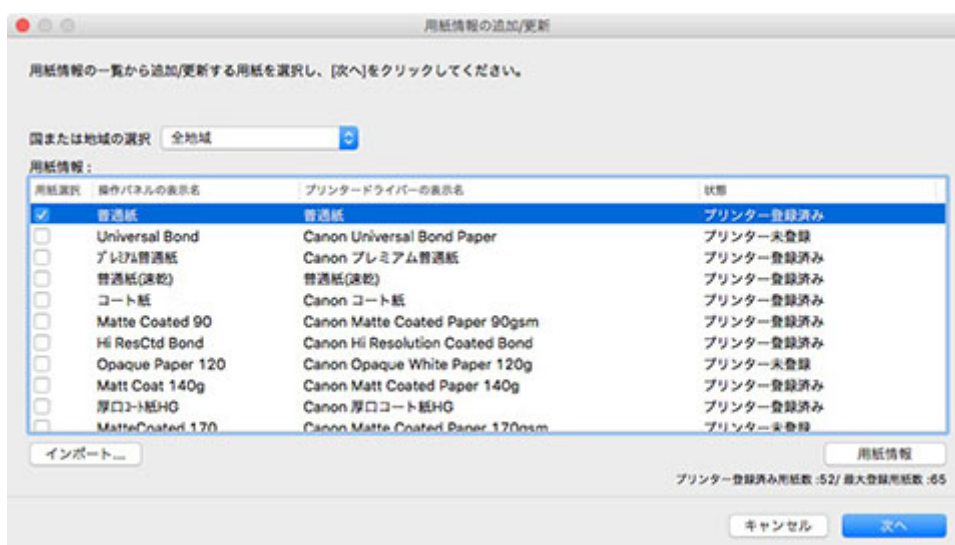 用紙情報の追加/更新
用紙情報の一覧から追加/更新する用紙を選択し、[次へ]をクリックしてください。
国または地域の選択 全地域
用紙情報：
用紙選択 操作パネルの表示名 プリンタードライバーの表示名 状態
普通紙 普通紙 プリンター登録済み
Universal Bond Canon Universal Bond Paper プリンター未登録
ﾌﾟﾚﾐｱﾑ普通紙 Canon プレミアム普通紙 プリンター登録済み
普通紙(速乾) 普通紙(速乾) プリンター登録済み
コート紙 Canon コート紙 プリンター登録済み
Matte Coated 90 Canon Matte Coated Paper 90gsm プリンター登録済み
Hi ResCtd Bond Canon Hi Resolution Coated Bond プリンター登録済み
Opaque Paper 120 Canon Opaque White Paper 120g プリンター未登録
Matt Coat 140g Canon Matt Coated Paper 140g プリンター登録済み
厚口ｺｰﾄ紙HG Canon 厚口コート紙HG プリンター登録済み
MatteCoated 170 Canon Matte Coated Paper 170gsm プリンター未登録
インポート... 用紙情報
プリンター登録済み用紙数 :52/ 最大登録用紙数 :65
キャンセル 次へ